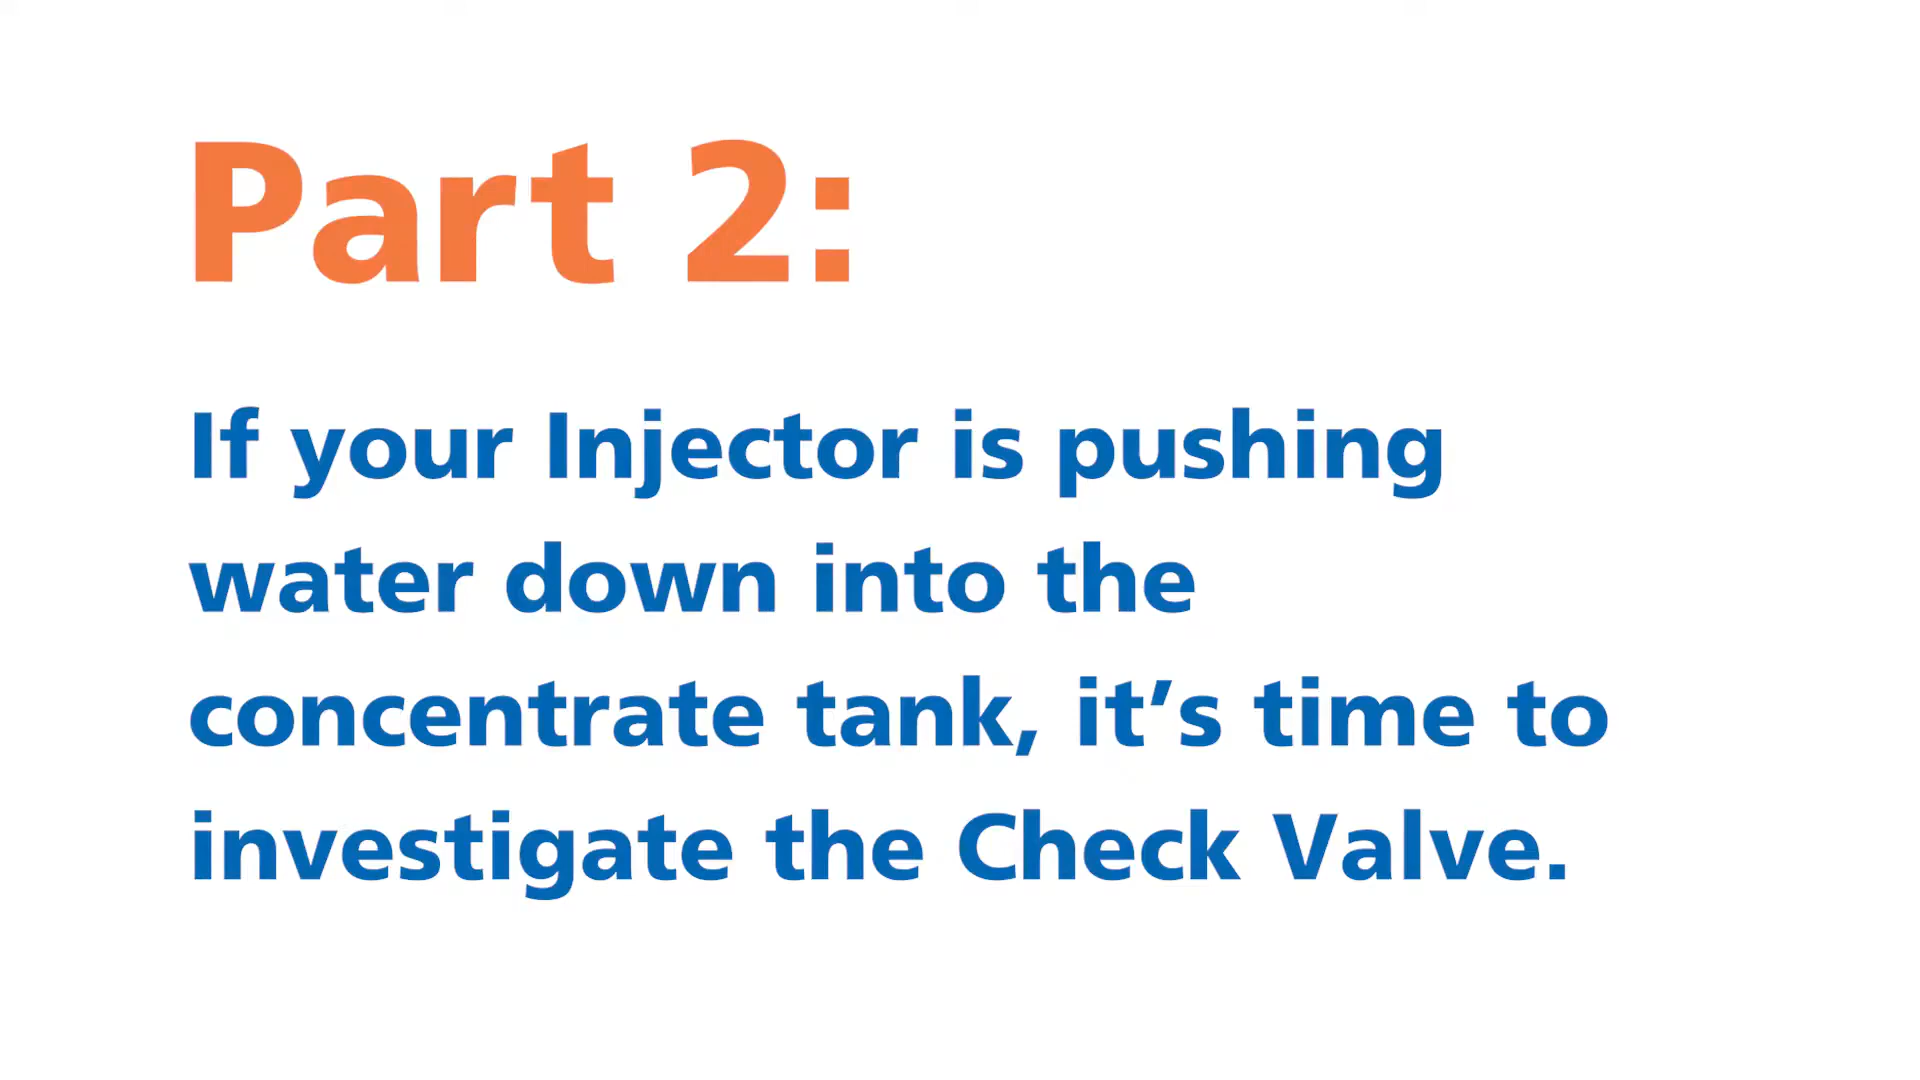 Part 2:
If your Injector is pushing
water down into the
concentrate tank, it’s time to
investigate the Check Valve.